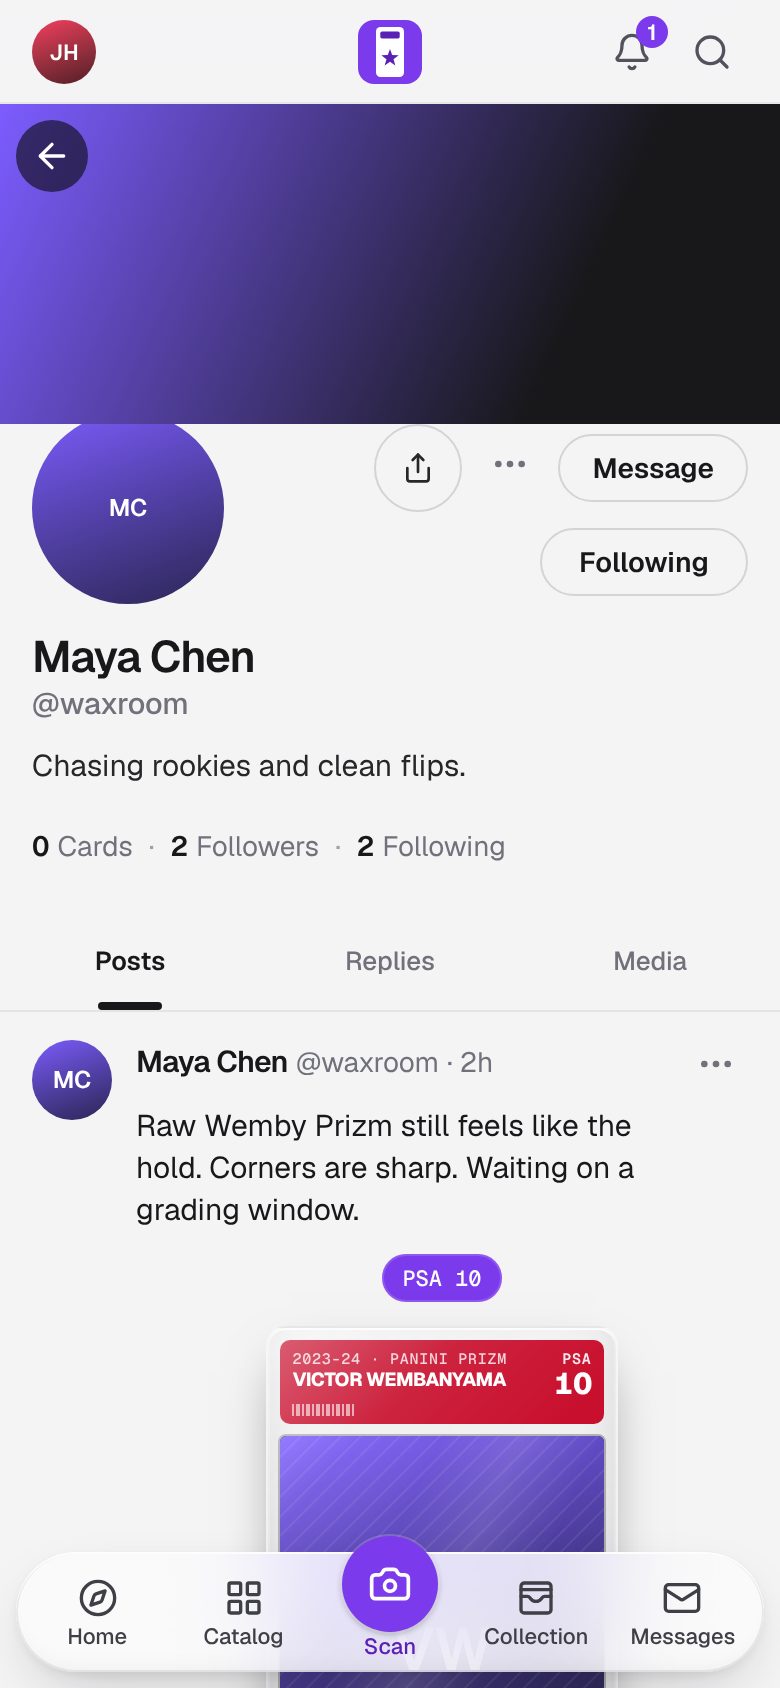 JH
1
MC
Message
Following
Maya Chen
@waxroom
Chasing rookies and clean flips.
0 Cards · 2 Followers · 2 Following
Posts Replies Media
MC
Maya Chen @waxroom · 2h
Raw Wemby Prizm still feels like the
hold. Corners are sharp. Waiting on a
grading window.
PSA 10
2023-24 · PANINI PRIZM PSA
VICTOR WEMBANYAMA 10
VW
Home Catalog Scan Collection Messages